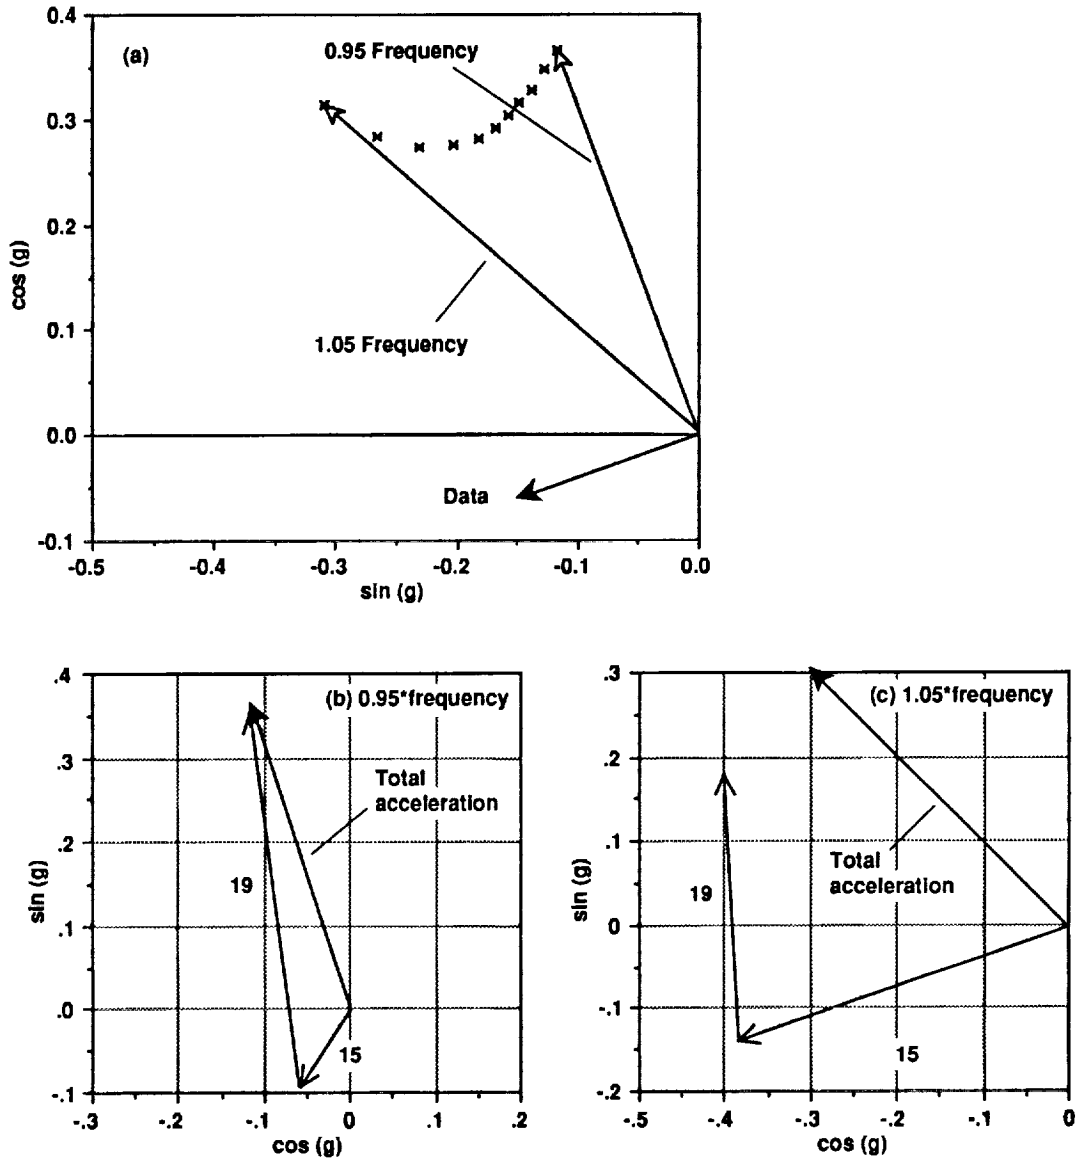 0.4
(a)
0.95 Frequency
0.3
0.2
cos (g)
0.1
1.05 Frequency
0.0
Data
-0.1
-0.5
-0.4
-0.3
-0.2
-0.1
0.0
sin (g)
.4
(b) 0.95*frequency
.3
Total
acceleration
.2
19
sin (g)
.1
.0
15
-.1
-.3
-.2
-.1
0
.1
.2
cos (g)
.3
(c) 1.05*frequency
.2
.1
Total
acceleration
19
sin (g)
0
-.1
15
-.2
-.5
-.4
-.3
-.2
-.1
0
cos (g)